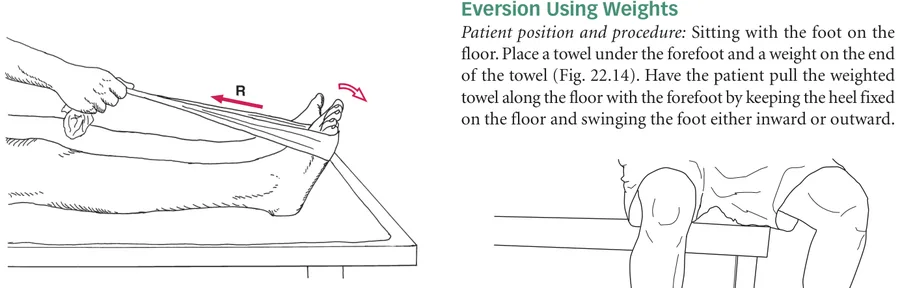 R
Eversion Using Weights
Patient position and procedure: Sitting with the foot on the
floor. Place a towel under the forefoot and a weight on the end
of the towel (Fig. 22.14). Have the patient pull the weighted
towel along the floor with the forefoot by keeping the heel fixed
on the floor and swinging the foot either inward or outward.